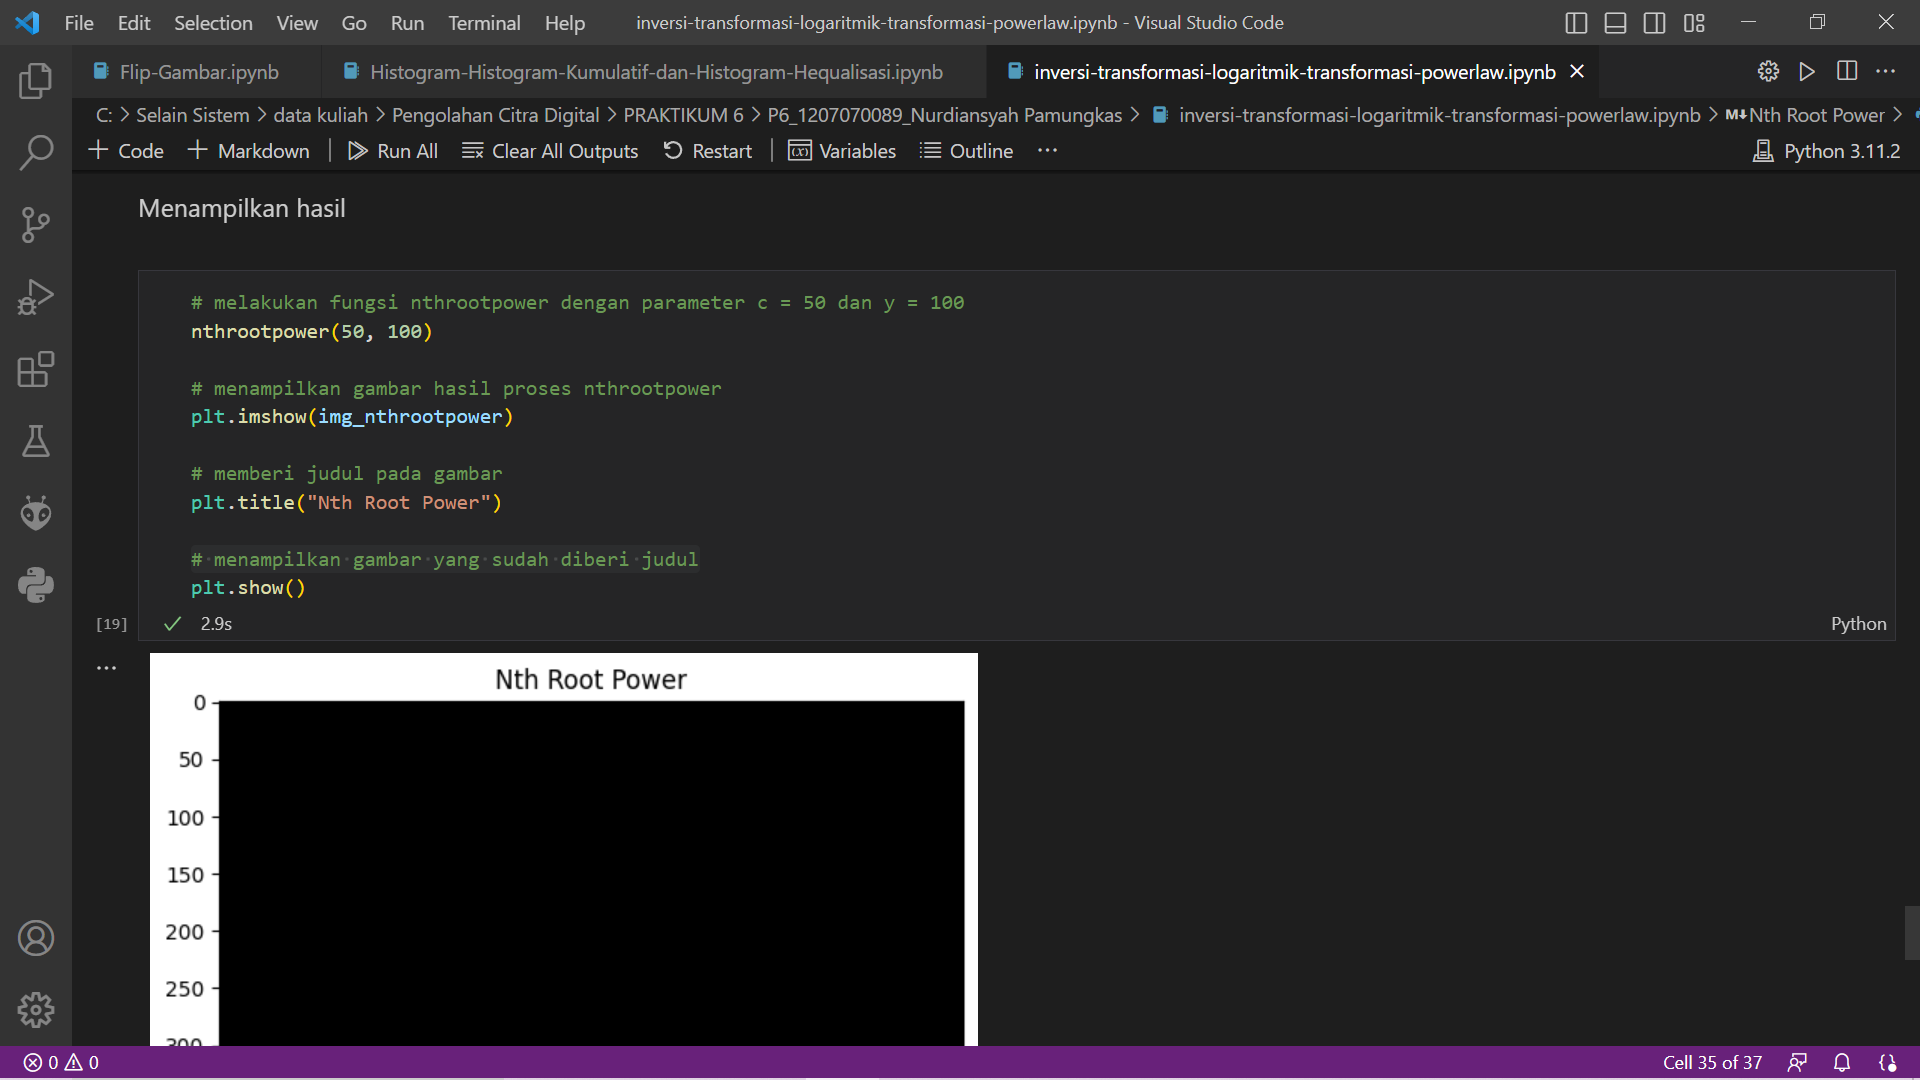 File Edit Selection View Go Run Terminal Help inversi-transformasi-logaritmik-transformasi-powerlaw.ipynb - Visual Studio Code
Flip-Gambar.ipynb Histogram-Histogram-Kumulatif-dan-Histogram-Hequalisasi.ipynb inversi-transformasi-logaritmik-transformasi-powerlaw.ipynb
C: > Selain Sistem > data kuliah > Pengolahan Citra Digital > PRAKTIKUM 6 > P6_1207070089_Nurdiansyah Pamungkas > inversi-transformasi-logaritmik-transformasi-powerlaw.ipynb > M↓Nth Root Power >
+ Code + Markdown | Run All Clear All Outputs Restart | Variables Outline ··· Python 3.11.2
Menampilkan hasil
# melakukan fungsi nthrootpower dengan parameter c = 50 dan y = 100
nthrootpower(50, 100)
# menampilkan gambar hasil proses nthrootpower
plt.imshow(img_nthrootpower)
# memberi judul pada gambar
plt.title("Nth Root Power")
# menampilkan gambar yang sudah diberi judul
plt.show()
[19] ✓ 2.9s Python
Nth Root Power
0
50
100
150
200
250
300
0 0 Cell 35 of 37